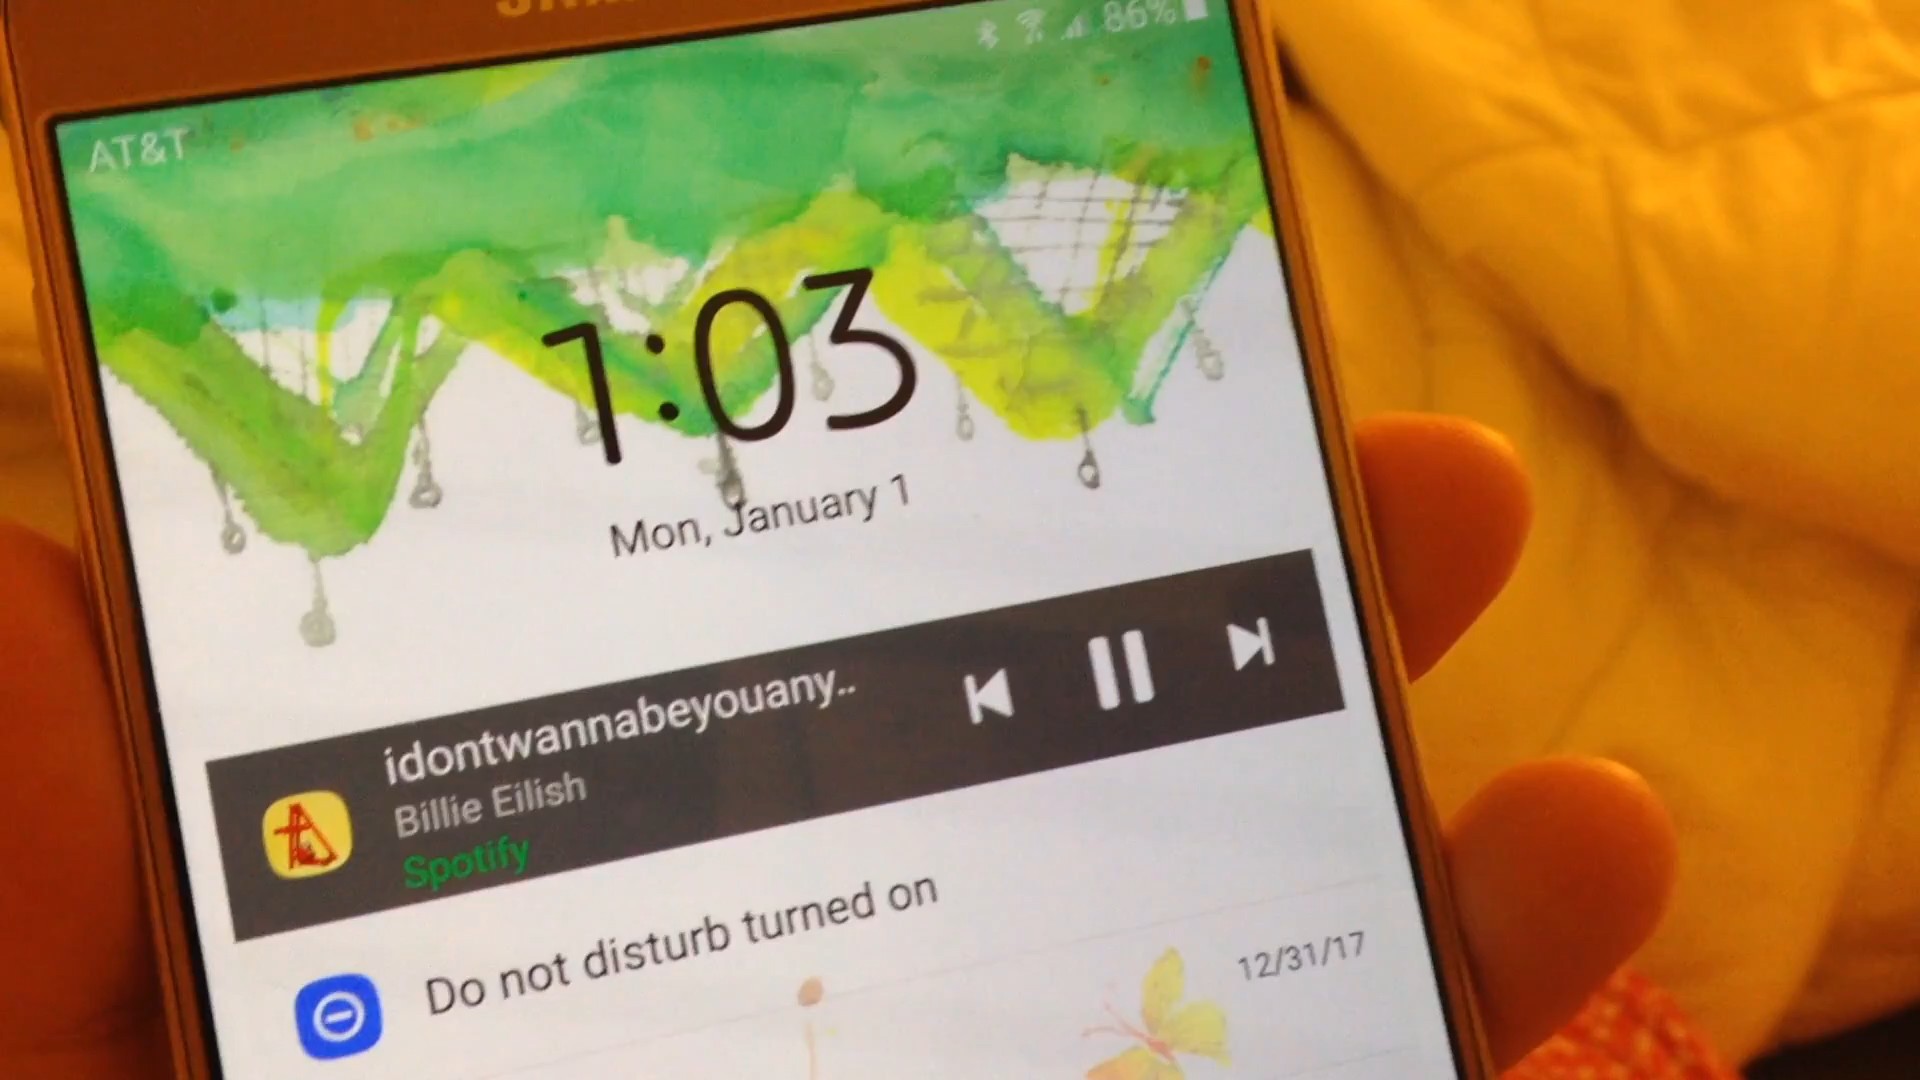 86%
AT&T
1:03
Mon, January 1
idontwannabeyouany..
Billie Eilish
Spotify
Do not disturb turned on
12/31/17